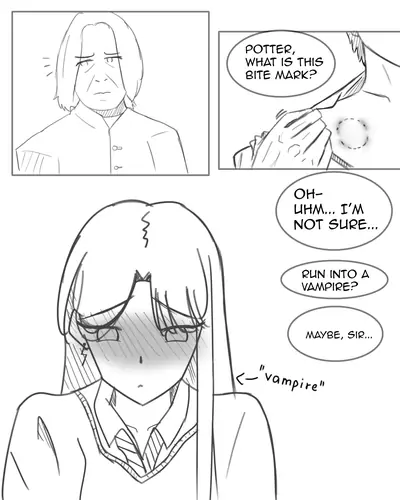 POTTER,
WHAT IS THIS
BITE MARK?
OH-
UHM... I'M
NOT SURE...
RUN INTO A
VAMPIRE?
MAYBE, SIR...
"vampire"